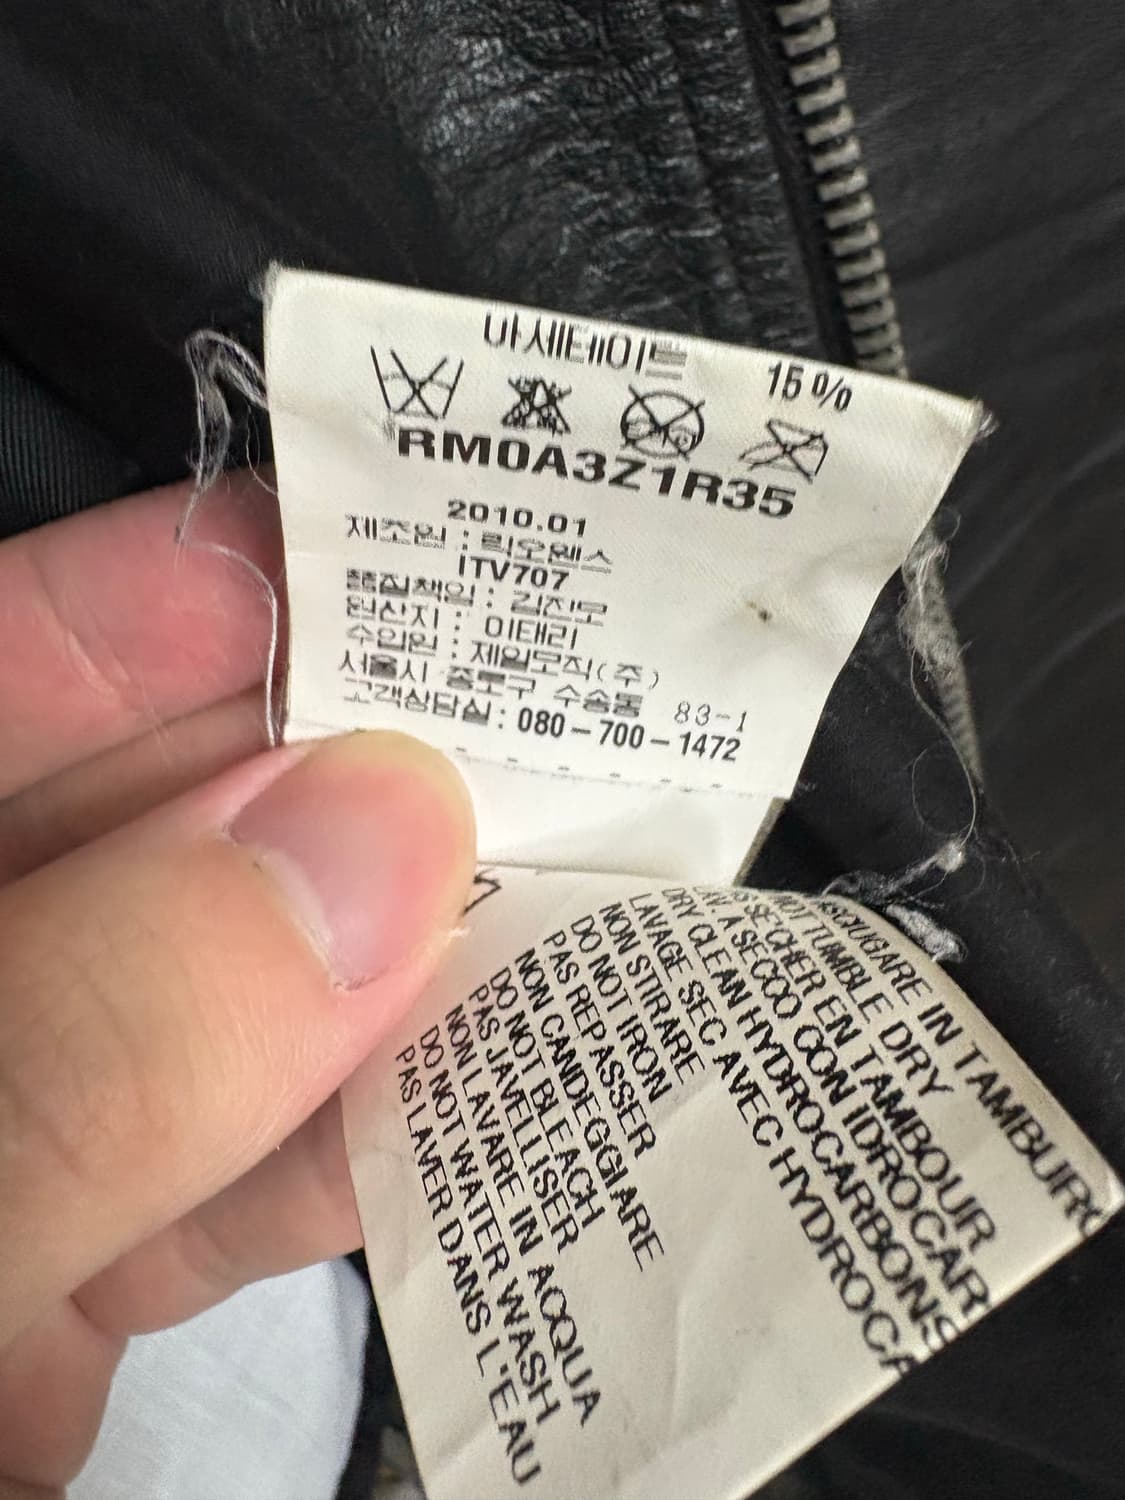 아세테이트 15%
RM0A3Z1R35
2010.01
제조원 : 릭오웬스
ITV707
품질책임 : 김진모
원산지 : 이태리
수입원 : 제일모직(주)
서울시 종로구 수송동 83-1
고객상담실 : 080-700-1472
IN TAMBURO
NOT TUMBLE DRY
PAS SECHER EN TAMBOUR
LAV. A SECCO CON IDROCAR
DRY CLEAN HYDROCARBONS
LAVAGE SEC AVEC HYDROCA
NON STIRARE
DO NOT IRON
PAS REPASSER
NON CANDEGGIARE
DO NOT BLEACH
PAS JAVELLISER
NON LAVARE IN ACQUA
DO NOT WATER WASH
PAS LAVER DANS L'EAU